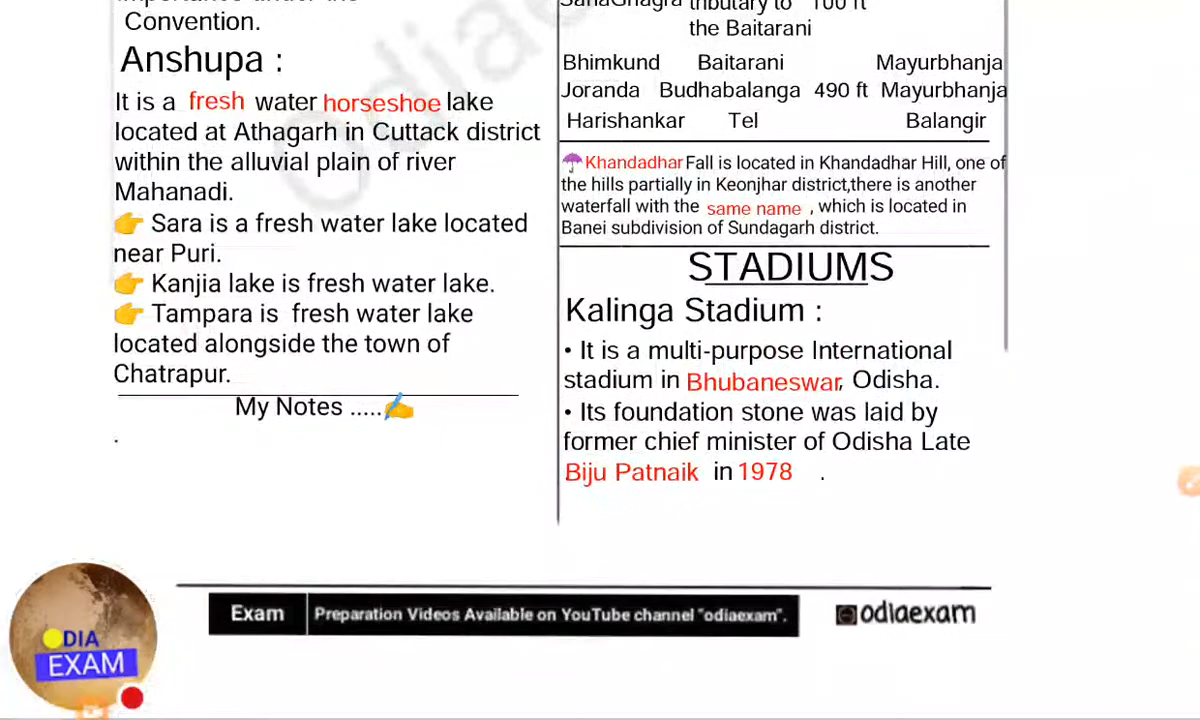 Convention.
Anshupa :
It is a fresh water horseshoe lake
located at Athagarh in Cuttack district
within the alluvial plain of river
Mahanadi.
👉 Sara is a fresh water lake located
near Puri.
👉 Kanjia lake is fresh water lake.
👉 Tampara is fresh water lake
located alongside the town of
Chatrapur.
My Notes .....✍️
.
tributary to 100 ft
the Baitarani
Bhimkund Baitarani Mayurbhanja
Joranda Budhabalanga 490 ft Mayurbhanja
Harishankar Tel Balangir
☂ Khandadhar Fall is located in Khandadhar Hill, one of
the hills partially in Keonjhar district,there is another
waterfall with the same name , which is located in
Banei subdivision of Sundagarh district.
STADIUMS
Kalinga Stadium :
• It is a multi-purpose International
stadium in Bhubaneswar, Odisha.
• Its foundation stone was laid by
former chief minister of Odisha Late
Biju Patnaik in 1978 .
Exam Preparation Videos Available on YouTube channel "odiaexam".
odiaexam
ODIA
EXAM
Odia